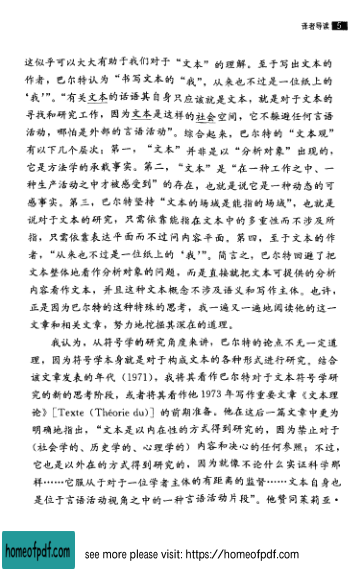 译者导读 5
这似乎可以大大有助于我们对于“文本”的理解。至于写出文本的
作者，巴尔特认为“书写文本的“我”，从来也不过是一位纸上的
‘我’”。“有关文本的话语其自身只应该就是文本，就是对于文本的
寻找和研究工作，因为文本是这样的社会空间，它不躲避任何言语
活动，哪怕是外部的言语活动”。综合起来，巴尔特的“文本观”
有以下几个层次：第一，“文本”并非是以“分析对象”出现的，
它是方法学的承载事实。第二，“文本”是“在一种工作之中、一
种生产活动之中才被感受到”的存在，也就是说它是一种动态的可
感事实。第三，巴尔特坚持“文本的场域是能指的场域”，也就是
说对于文本的研究，只需依靠能指在文本中的多重性而不涉及所
指，只需依靠表达平面而不过问内容平面。第四，至于文本的作
者，“从来也不过是一位纸上的‘我’”。简言之，巴尔特回避了把
文本整体地看作分析对象的问题，而是直接就把文本可提供的分析
内容看作文本，并且这种文本概念不涉及语义和写作主体。也许，
正是因为巴尔特的这种特殊的思考，我一遍又一遍地阅读他的这一
文章和相关文章，努力地挖掘其深在的道理。
我认为，从符号学的研究角度来讲，巴尔特的论点不无一定道
理，因为符号学本身就是对于构成文本的各种形式进行研究。结合
该文章发表的年代（1971），我将其看作巴尔特对于文本符号学研
究的新的思考阶段，或者将其看作他 1973 年写作重要文章《文本理
论》［Texte (Théorie du)］的前期准备。他在这后一篇文章中更为
明确地指出，“文本是以内在性的方式得到研究的，因为禁止对于
（社会学的、历史学的、心理学的）内容和决心的任何参照；不过，
它也是以外在的方式得到研究的，因为就像不论什么实证科学那
样……它服从于对于一位学者主体的有距离的监督……文本自身也
是位于言语活动视角之中的一种言语活动片段”。他赞同茱莉亚·
homeofpdf.com
see more please visit: https://homeofpdf.com